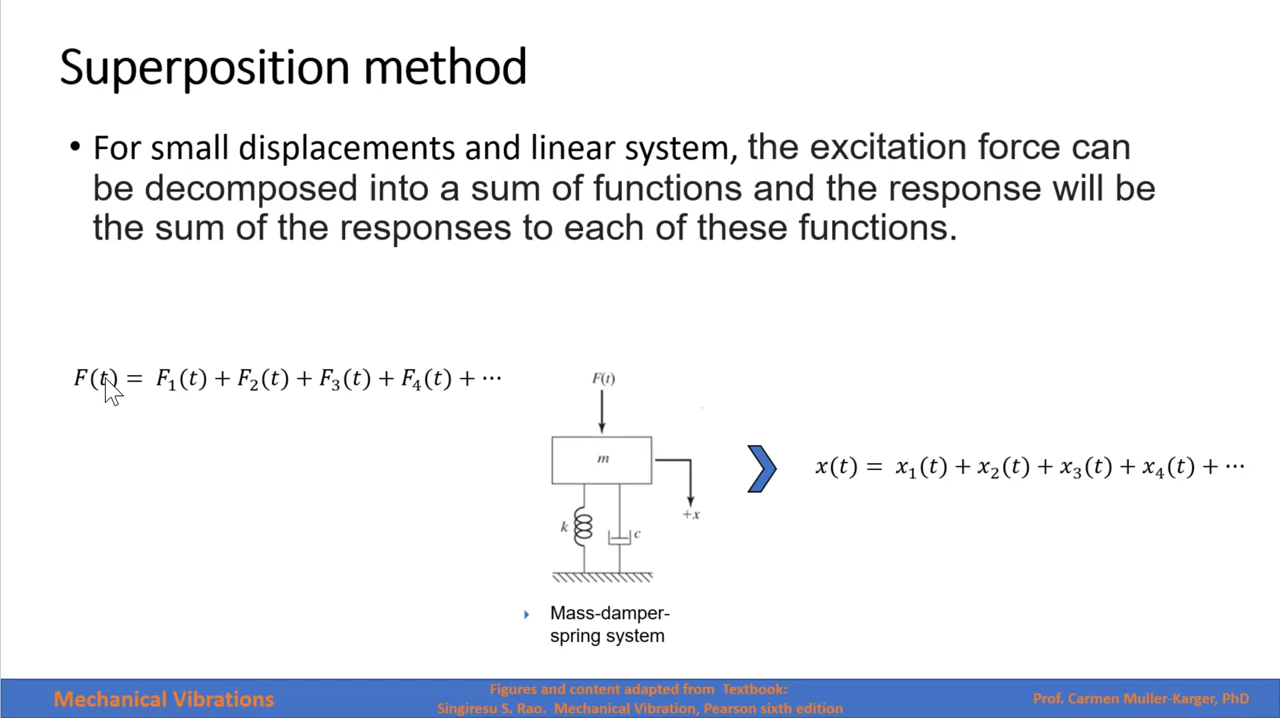 Superposition method
• For small displacements and linear system, the excitation force can
be decomposed into a sum of functions and the response will be
the sum of the responses to each of these functions.
F(t) = F₁(t) + F₂(t) + F₃(t) + F₄(t) + ⋯
F(t)
m
x(t) = x₁(t) + x₂(t) + x₃(t) + x₄(t) + ⋯
+x
k
c
Mass-damper-
spring system
Mechanical Vibrations
Figures and content adapted from Textbook:
Singiresu S. Rao. Mechanical Vibration, Pearson sixth edition
Prof. Carmen Muller-Karger, PhD